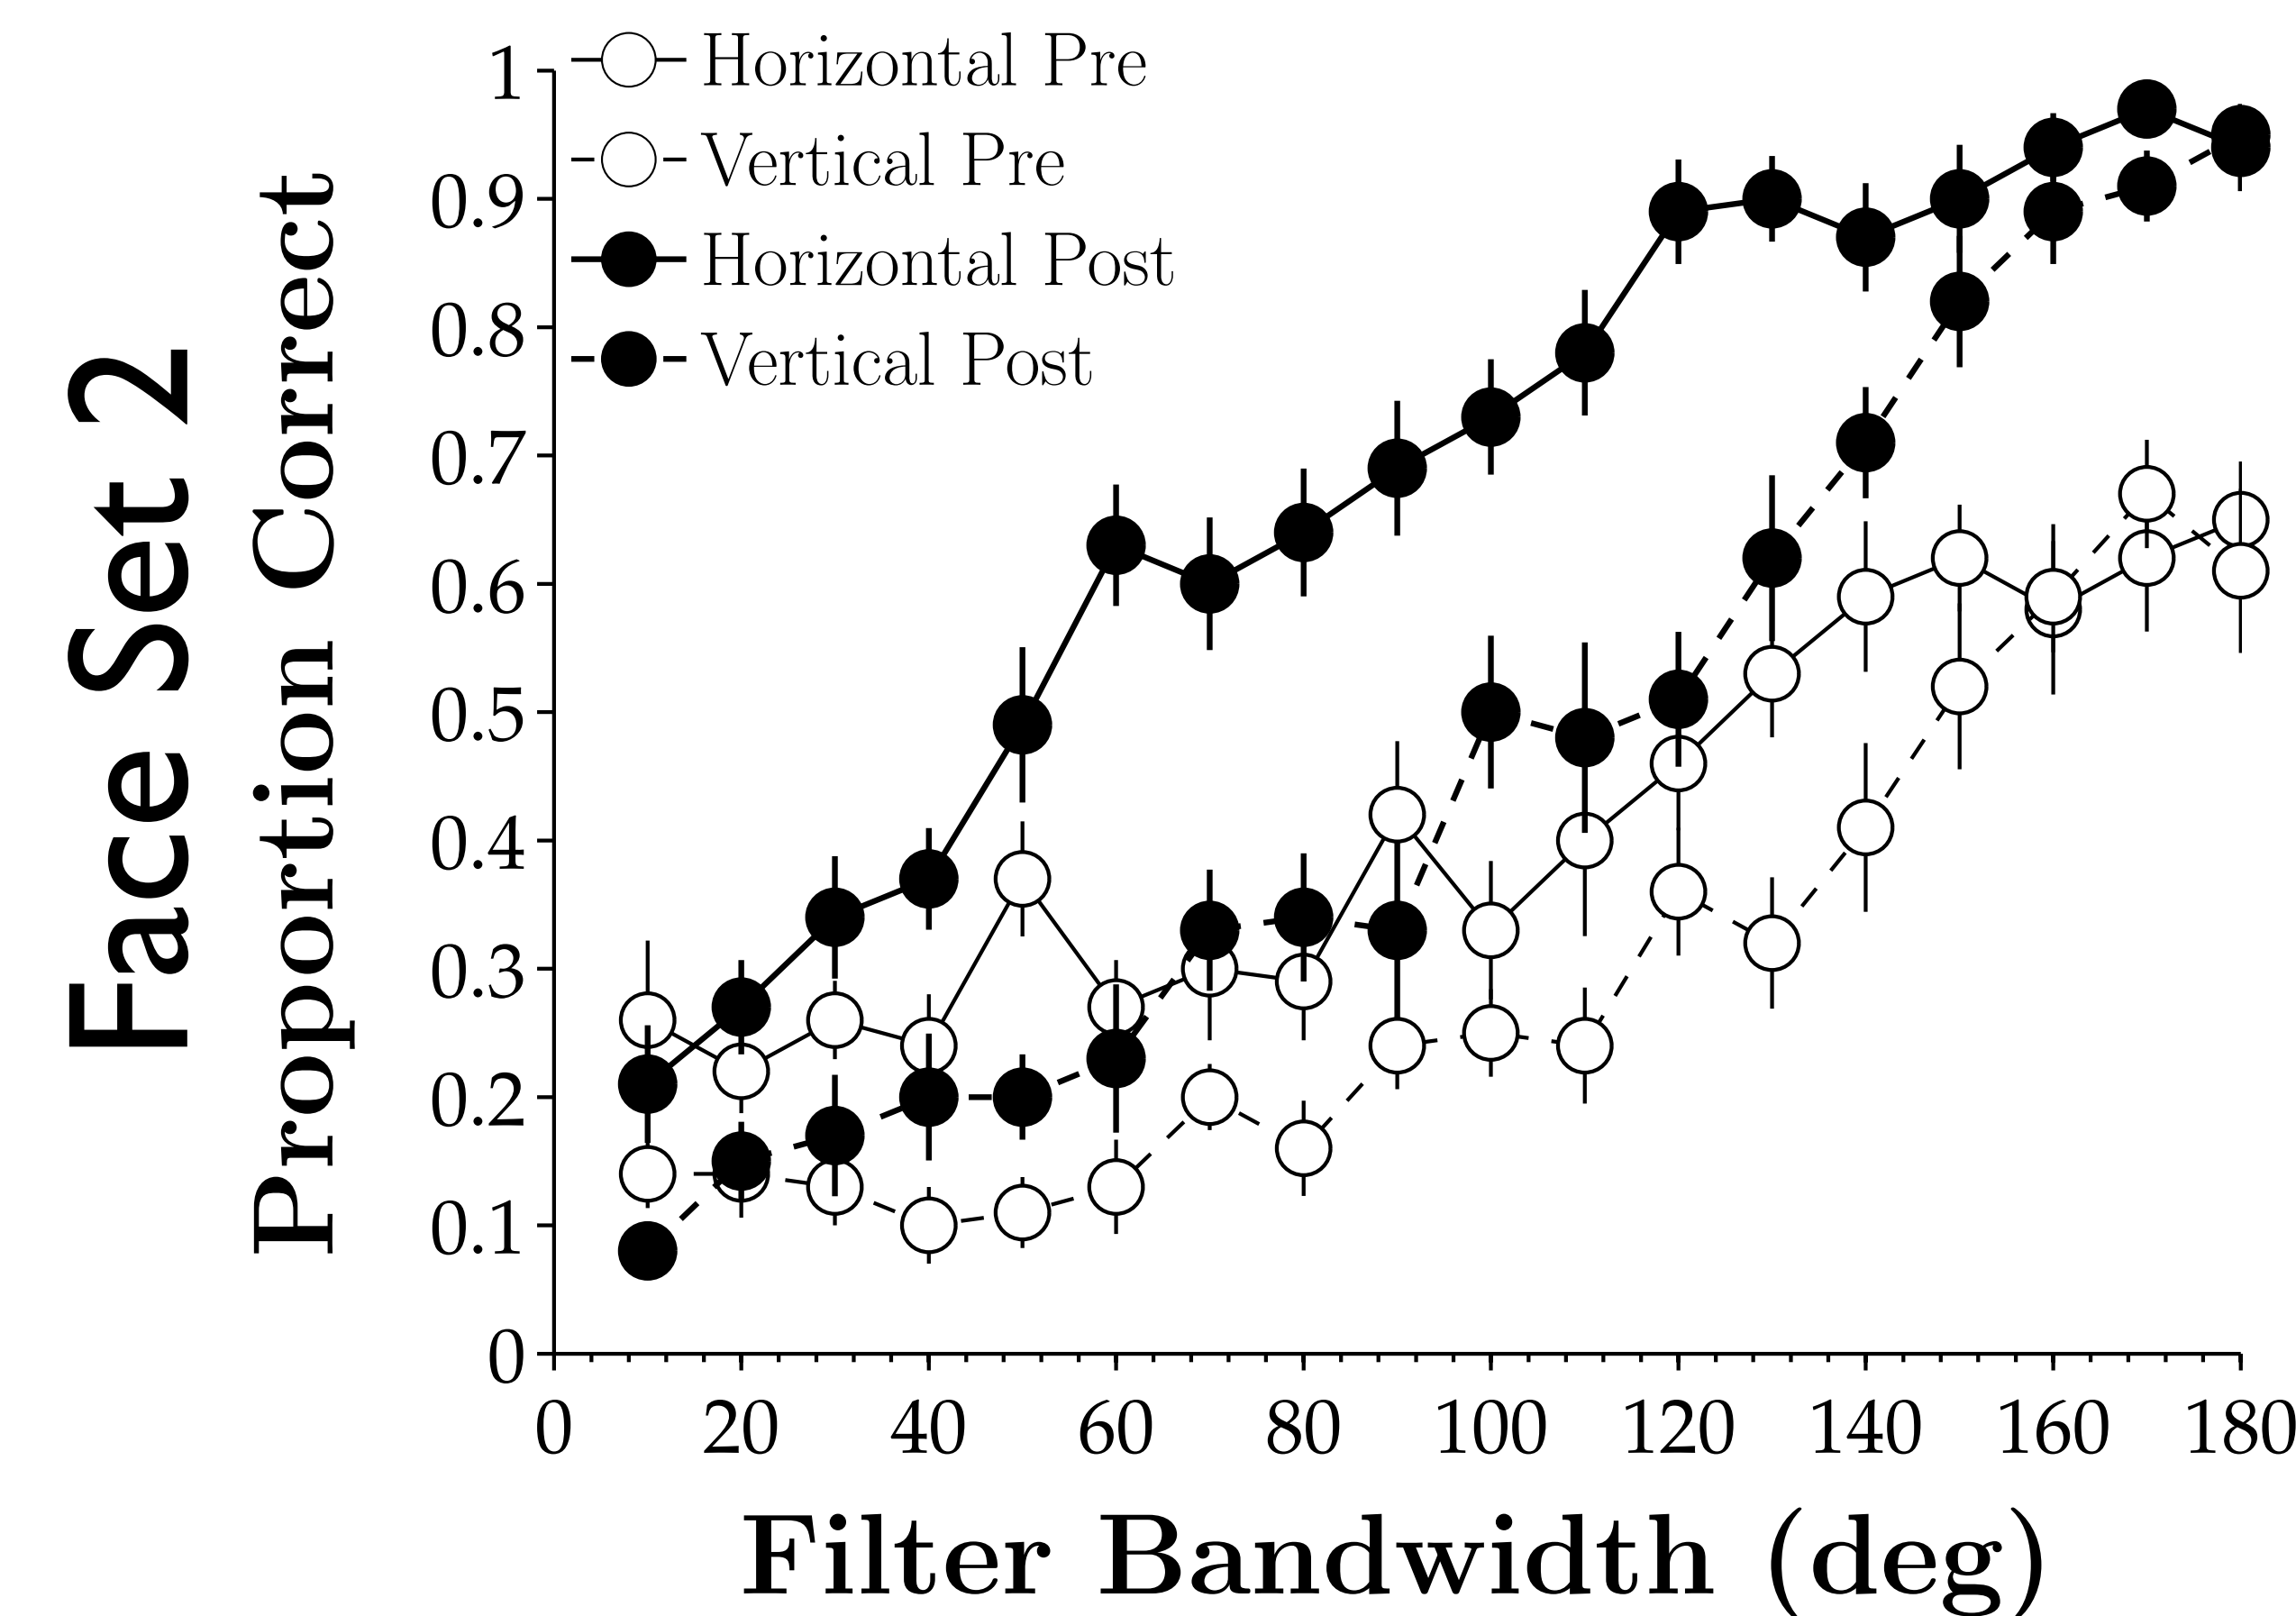 Face Set 2
Proportion Correct
Horizontal Pre
Vertical Pre
Horizontal Post
Vertical Post
1
0.9
0.8
0.7
0.6
0.5
0.4
0.3
0.2
0.1
0
0 20 40 60 80 100 120 140 160 180
Filter Bandwidth (deg)